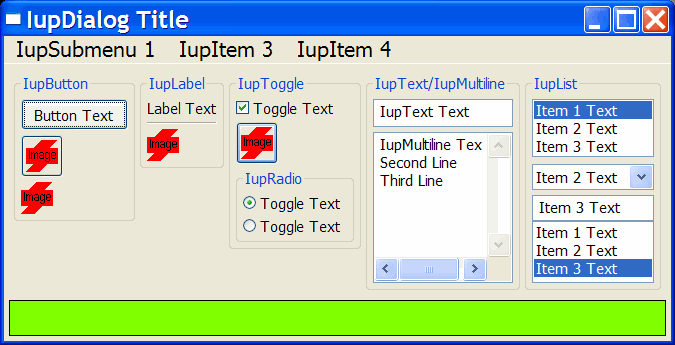 IupDialog Title
IupSubmenu 1 IupItem 3 IupItem 4
IupButton
Button Text
Image
Image
IupLabel
Label Text
Image
IupToggle
Toggle Text
Image
IupRadio
Toggle Text
Toggle Text
IupText/IupMultiline
IupText Text
IupMultiline Tex
Second Line
Third Line
IupList
Item 1 Text
Item 2 Text
Item 3 Text
Item 2 Text
Item 3 Text
Item 1 Text
Item 2 Text
Item 3 Text